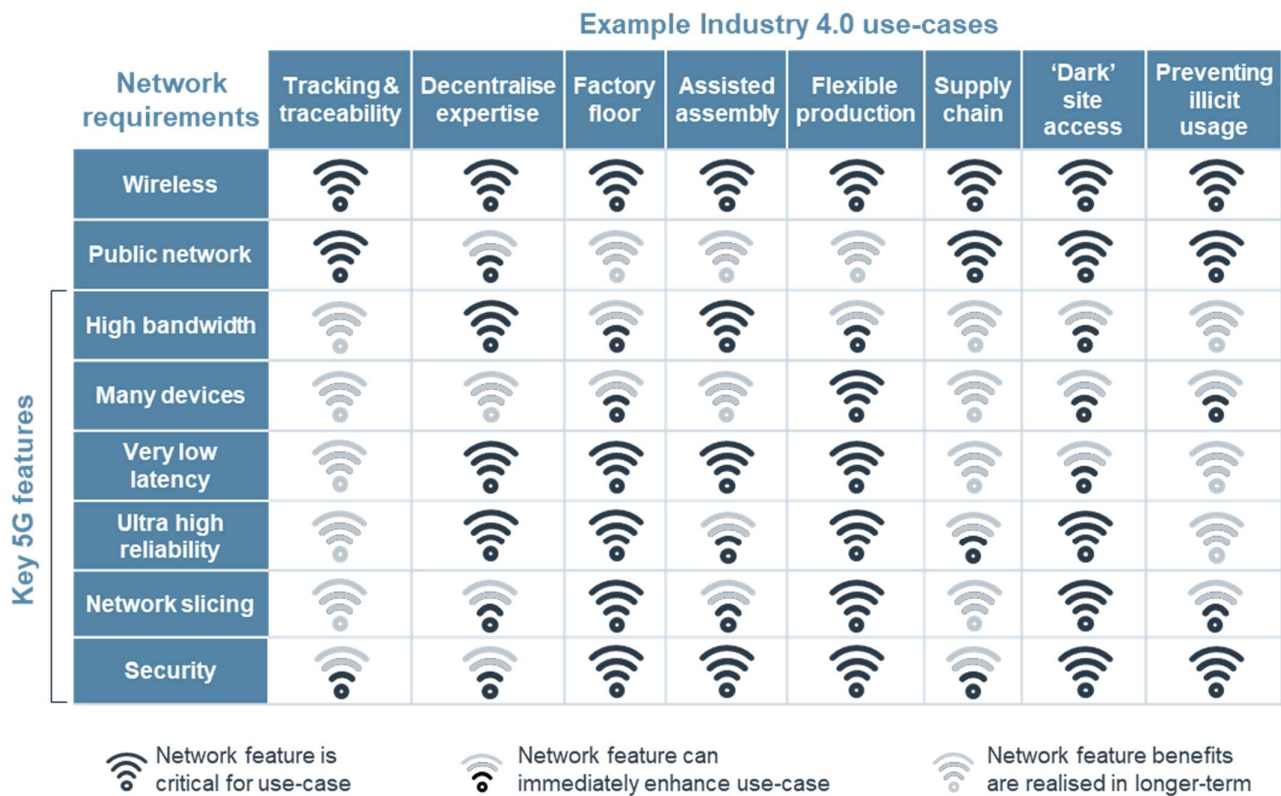 Example Industry 4.0 use-cases
Network
requirements
Tracking &
traceability
Decentralise
expertise
Factory
floor
Assisted
assembly
Flexible
production
Supply
chain
‘Dark’
site
access
Preventing
illicit
usage
Wireless
Public network
Key 5G features
High bandwidth
Many devices
Very low
latency
Ultra high
reliability
Network slicing
Security
Network feature is
critical for use-case
Network feature can
immediately enhance use-case
Network feature benefits
are realised in longer-term